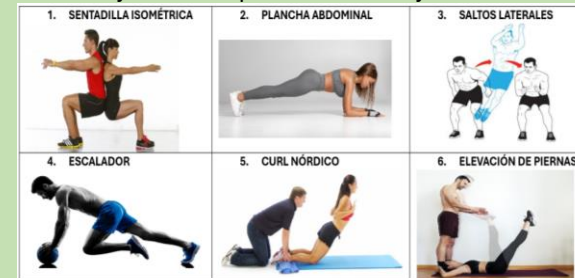 1. SENTADILLA ISOMÉTRICA
2. PLANCHA ABDOMINAL
3. SALTOS LATERALES
4. ESCALADOR
5. CURL NÓRDICO
6. ELEVACIÓN DE PIERNAS